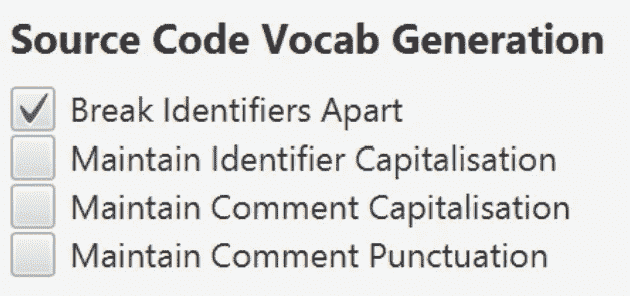 Source Code Vocab Generation
Break Identifiers Apart
Maintain Identifier Capitalisation
Maintain Comment Capitalisation
Maintain Comment Punctuation